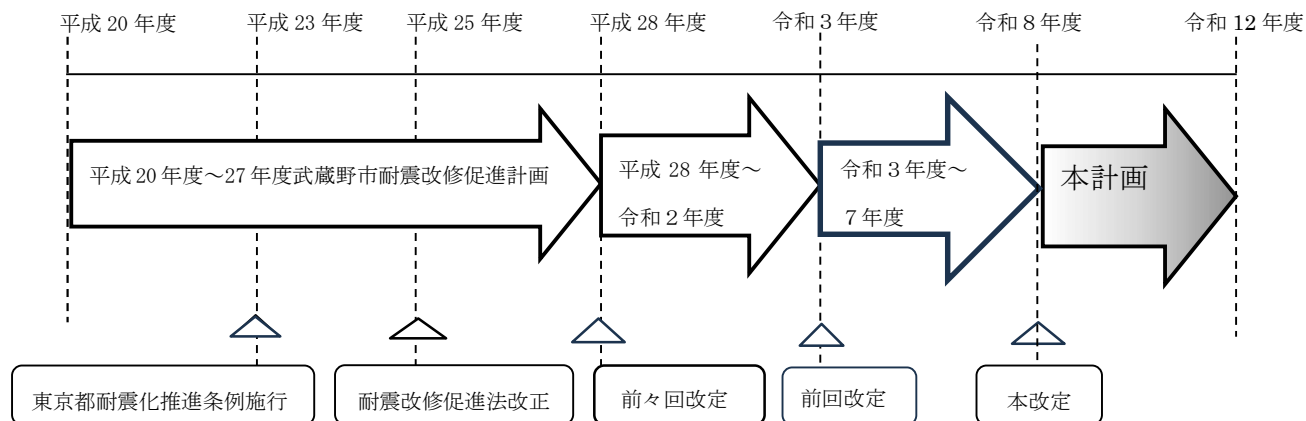 平成 20 年度
平成 23 年度
平成 25 年度
平成 28 年度
令和３年度
令和８年度
令和 12 年度
平成 20 年度～27 年度武蔵野市耐震改修促進計画
平成 28 年度～
令和２年度
令和３年度～
７年度
本計画
東京都耐震化推進条例施行
耐震改修促進法改正
前々回改定
前回改定
本改定